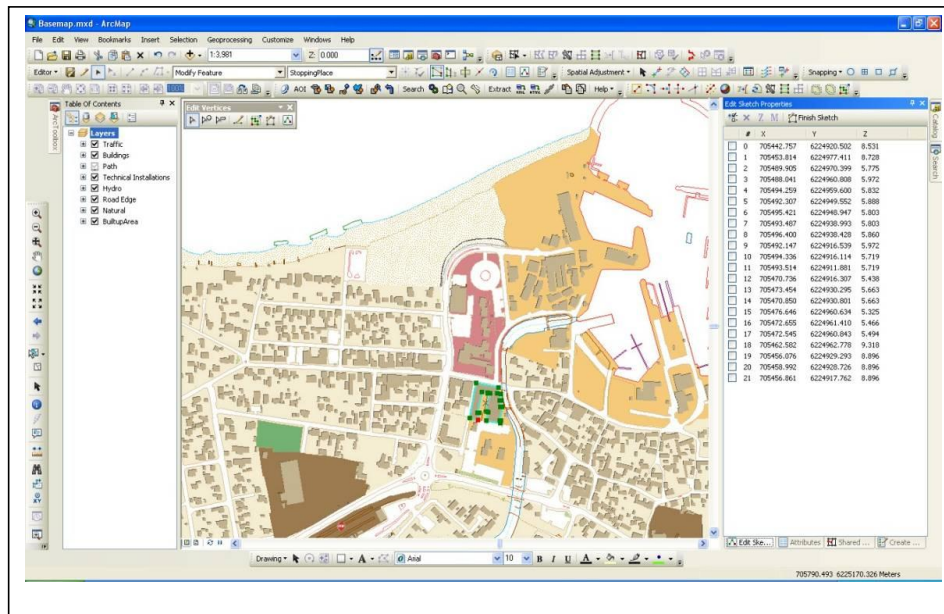 Basemap.mxd - ArcMap
File Edit View Bookmarks Insert Selection Geoprocessing Customize Windows Help
1:3,981 Z: 0.000
Editor Modify Feature StoppingPlace Spatial Adjustment Snapping
1000 AOI Search Extract Help
Table Of Contents
Edit Vertices
Edit Sketch Properties
ArcToolbox
Catalog
Search
Finish Sketch
Layers
Traffic
Buildings
Path
Technical Installations
Hydro
Road Edge
Natural
BuiltupArea
# X Y Z
0 705442.757 6224920.502 8.531
1 705453.814 6224977.411 8.728
2 705489.905 6224970.399 5.775
3 705488.041 6224960.808 5.972
4 705494.259 6224959.600 5.832
5 705492.307 6224949.552 5.888
6 705495.421 6224948.947 5.803
7 705493.487 6224938.993 5.803
8 705496.400 6224938.428 5.860
9 705492.147 6224916.539 5.972
10 705494.336 6224916.114 5.719
11 705493.514 6224911.881 5.719
12 705470.736 6224916.307 5.438
13 705473.454 6224930.295 5.663
14 705470.850 6224930.801 5.663
15 705476.646 6224960.634 5.325
16 705472.655 6224961.410 5.466
17 705472.545 6224960.843 5.494
18 705462.582 6224962.778 9.318
19 705456.076 6224929.293 8.896
20 705458.992 6224928.726 8.896
21 705456.861 6224917.762 8.896
Edit Ske... Attributes Shared ... Create ...
Drawing A Arial 10 B I U A
705790.493 6225170.326 Meters